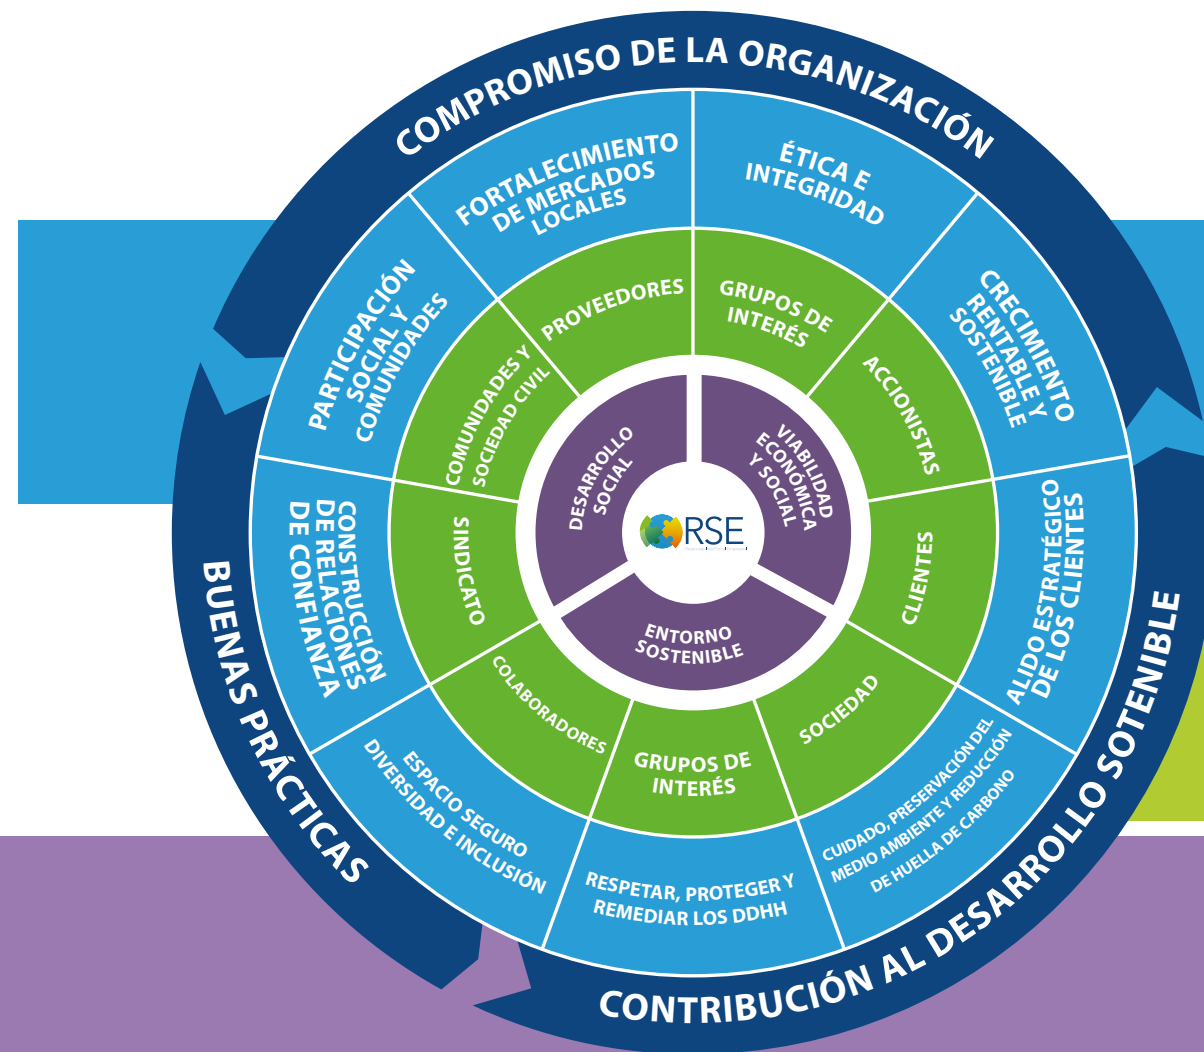 COMPROMISO DE LA ORGANIZACIÓN
CONTRIBUCIÓN AL DESARROLLO SOTENIBLE
BUENAS PRÁCTICAS
ÉTICA E
INTEGRIDAD
CRECIMIENTO
RENTABLE Y
SOSTENIBLE
ALIDO ESTRATÉGICO
DE LOS CLIENTES
CUIDADO, PRESERVACIÓN DEL
MEDIO AMBIENTE Y REDUCCIÓN
DE HUELLA DE CARBONO
RESPETAR, PROTEGER Y
REMEDIAR LOS DDHH
ESPACIO SEGURO
DIVERSIDAD E INCLUSIÓN
CONSTRUCCIÓN
DE RELACIONES
DE CONFIANZA
PARTICIPACIÓN
SOCIAL Y
COMUNIDADES
FORTALECIMIENTO
DE MERCADOS
LOCALES
GRUPOS DE
INTERÉS
ACCIONISTAS
CLIENTES
SOCIEDAD
GRUPOS DE
INTERÉS
COLABORADORES
SINDICATO
COMUNIDADES Y
SOCIEDAD CIVIL
PROVEEDORES
VIABILIDAD
ECONÓMICA
Y SOCIAL
ENTORNO
SOSTENIBLE
DESARROLLO
SOCIAL
RSE